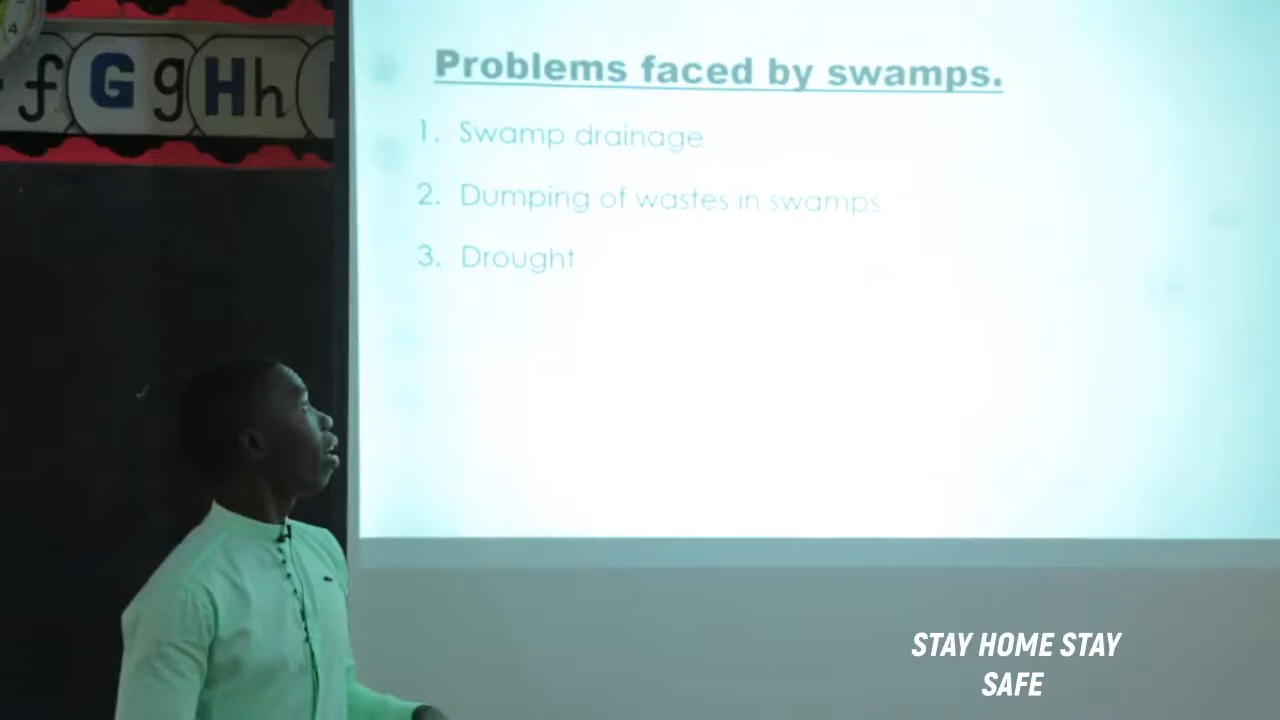 4
f G g H h
Problems faced by swamps.
1. Swamp drainage
2. Dumping of wastes in swamps
3. Drought
STAY HOME STAY
SAFE